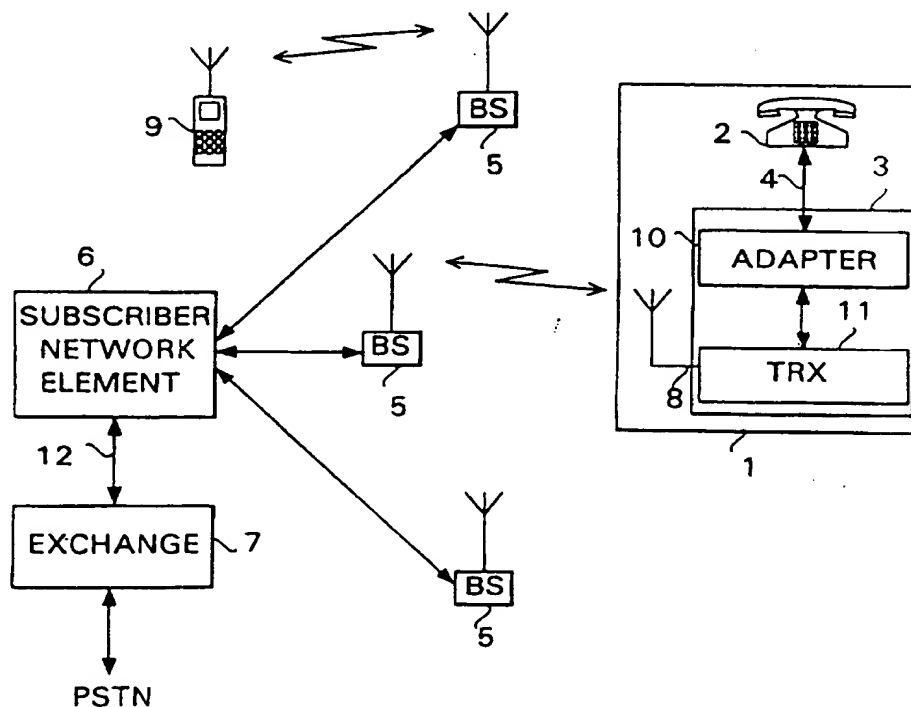 9
BS
5
2
4
3
10
ADAPTER
11
TRX
8
1
6
SUBSCRIBER
NETWORK
ELEMENT
BS
5
12
EXCHANGE
7
BS
5
PSTN